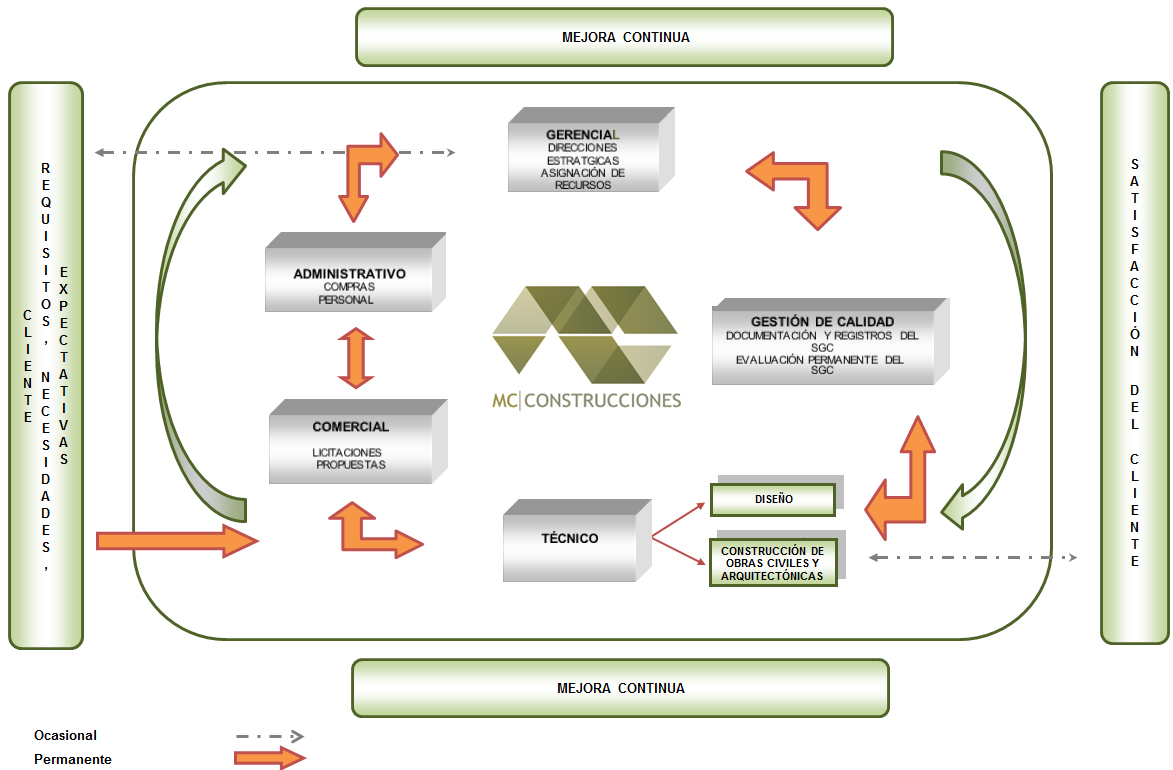 MEJORA CONTINUA
REQUISITOS, NECESIDADES,
EXPECTATIVAS
CLIENTE
GERENCIAL
DIRECCIONES
ESTRATGICAS
ASIGNACIÓN DE
RECURSOS
ADMINISTRATIVO
COMPRAS
PERSONAL
GESTIÓN DE CALIDAD
DOCUMENTACIÓN Y REGISTROS DEL
SGC
EVALUACIÓN PERMANENTE DEL
SGC
MC|CONSTRUCCIONES
COMERCIAL
LICITACIONES
PROPUESTAS
TÉCNICO
DISEÑO
CONSTRUCCIÓN DE
OBRAS CIVILES Y
ARQUITECTÓNICAS
SATISFACCIÓN DEL CLIENTE
MEJORA CONTINUA
Ocasional
Permanente